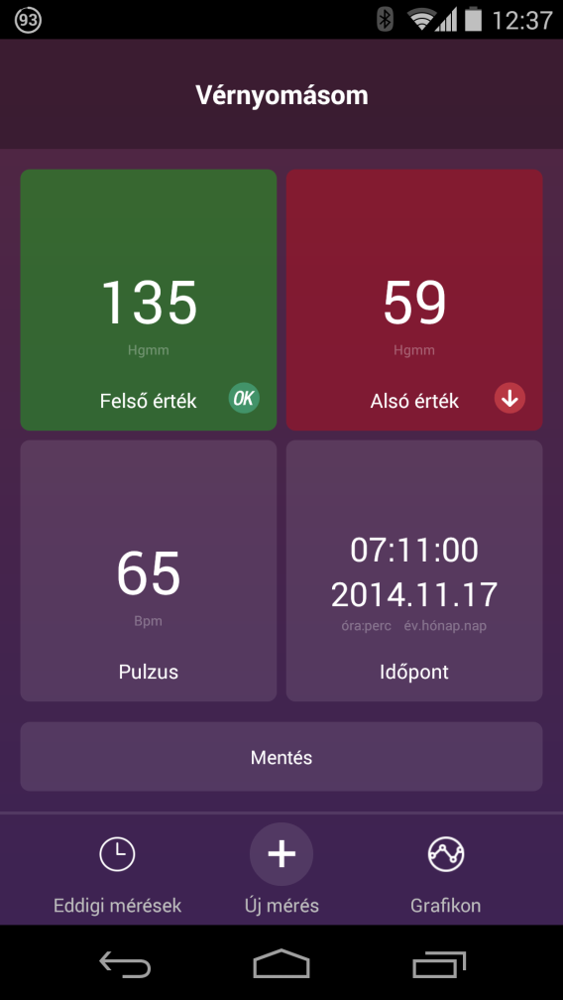 93 12:37
Vérnyomásom
135 59
Hgmm Hgmm
Felső érték OK Alsó érték
65 07:11:00
2014.11.17
Bpm óra:perc év.hónap.nap
Pulzus Időpont
Mentés
Eddigi mérések Új mérés Grafikon